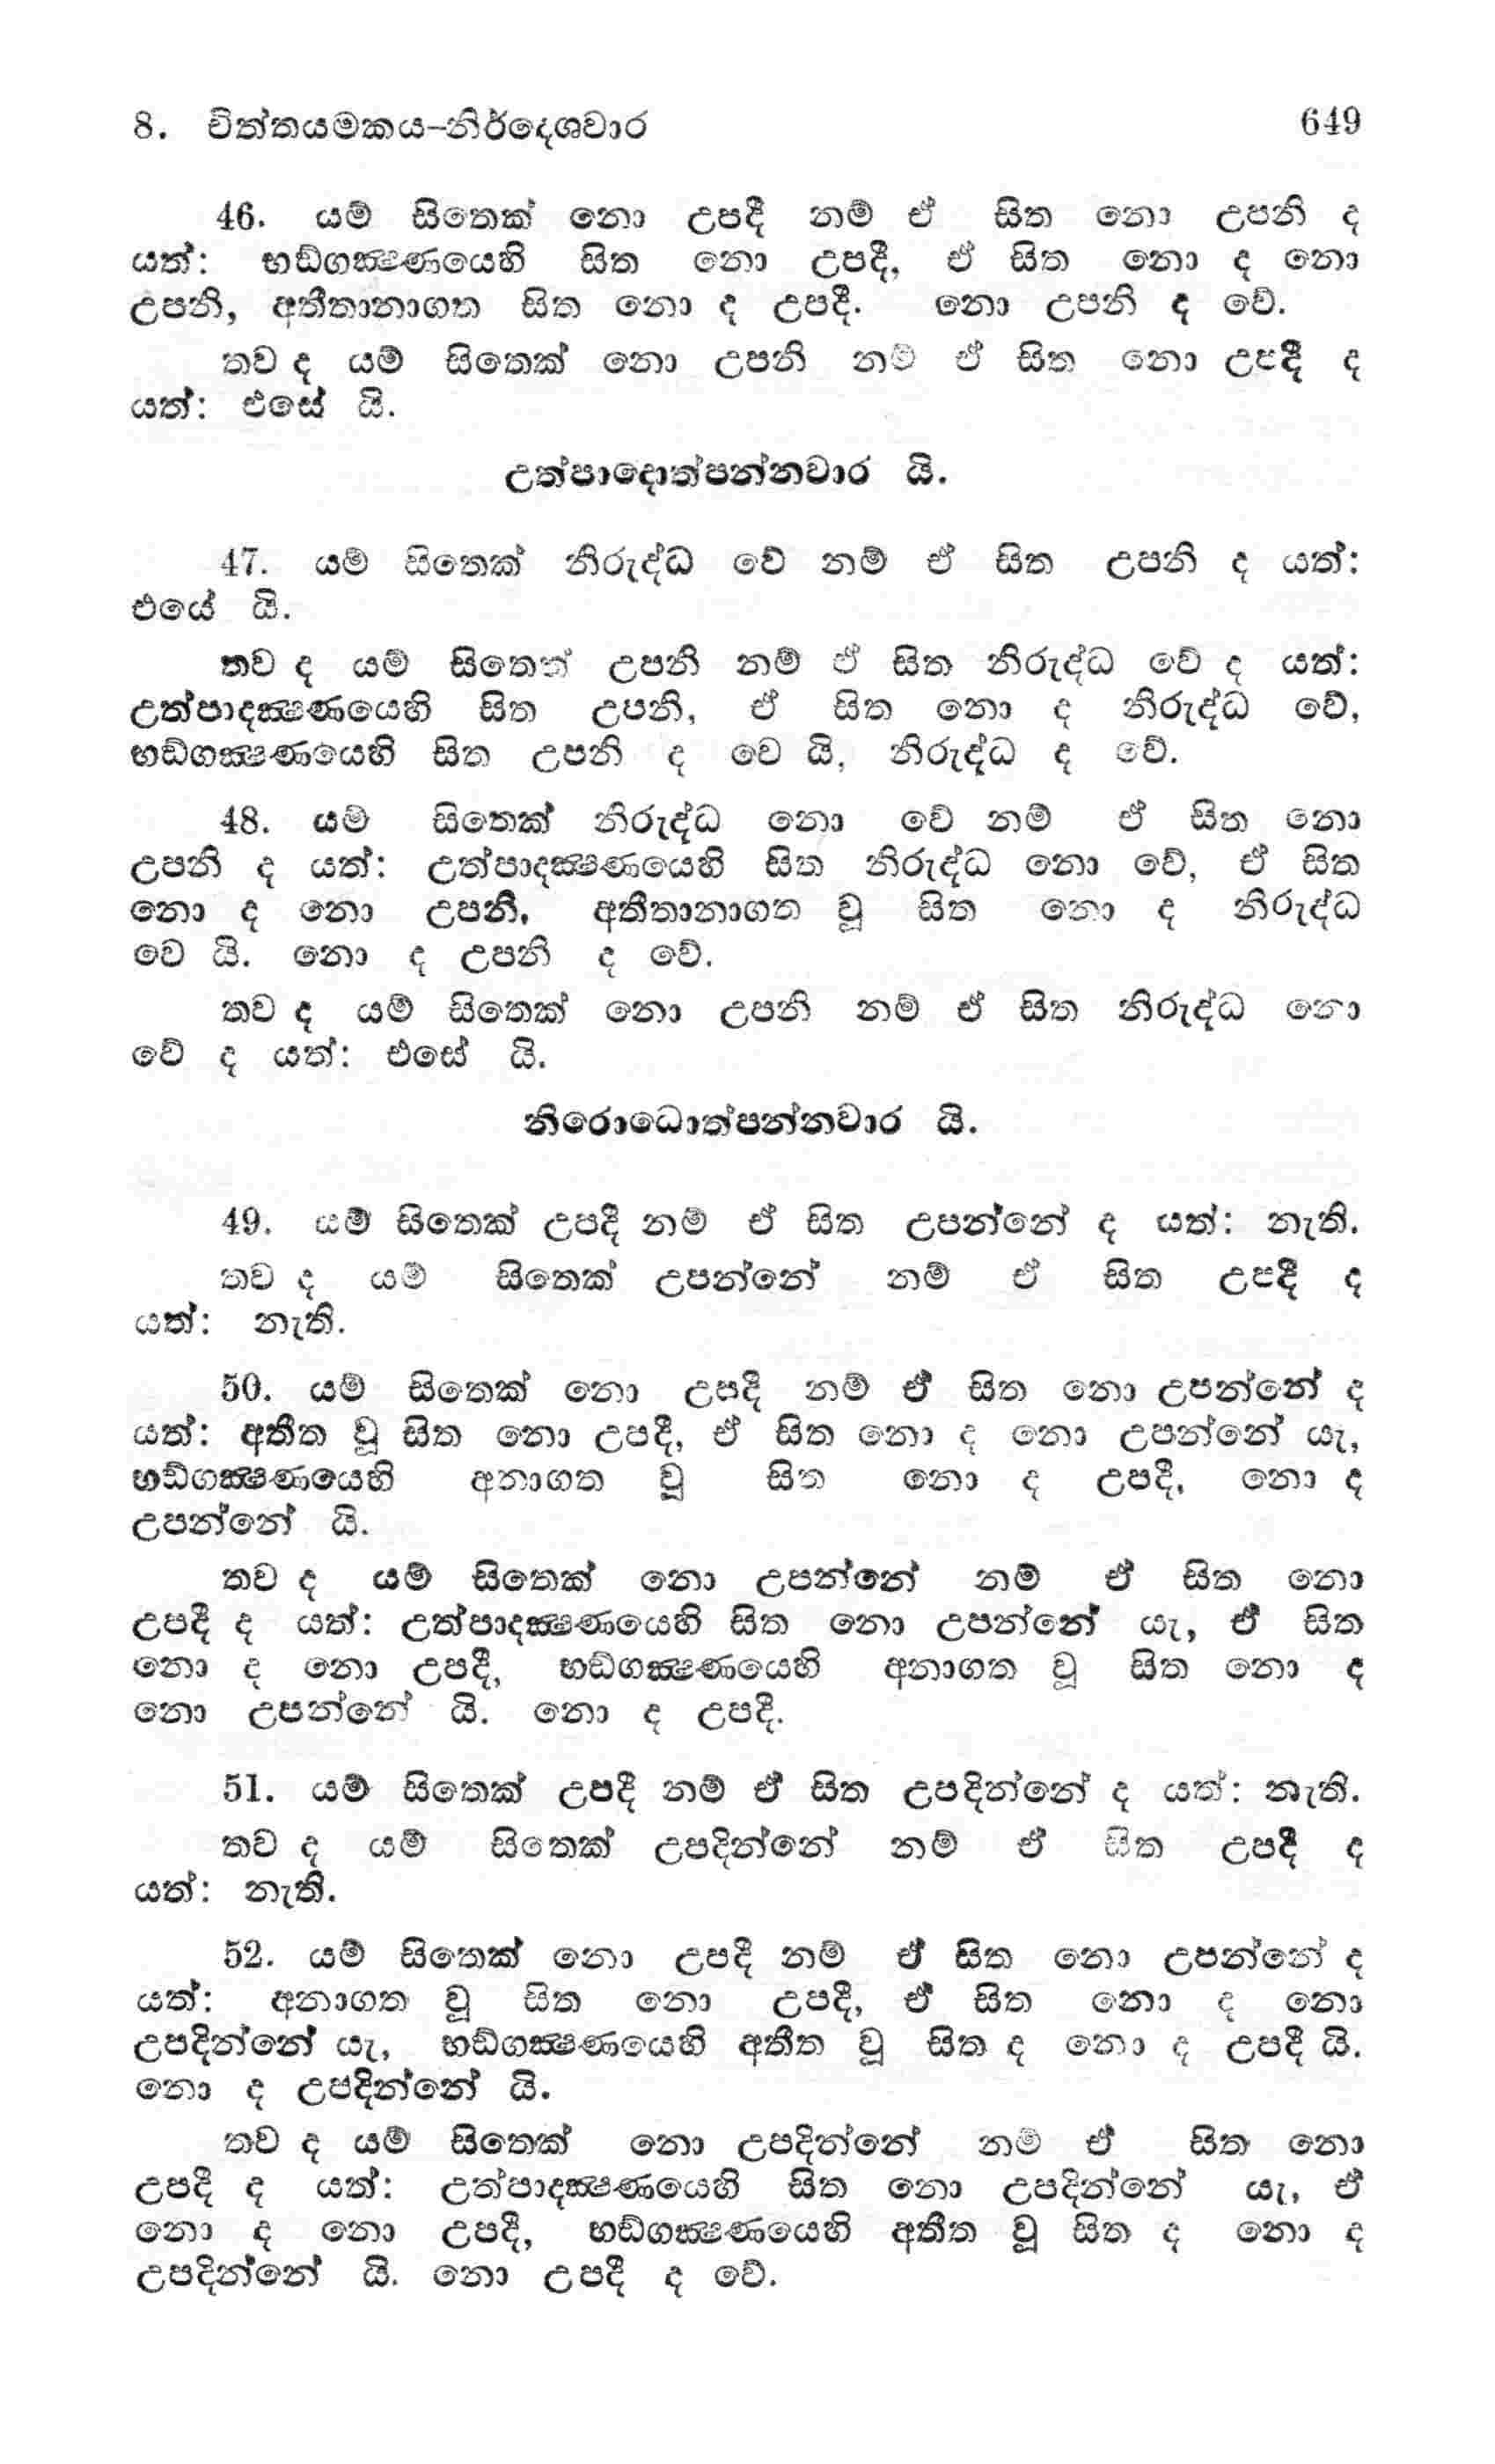 8. චිත්තයමකය-නිර්දෙශවාර 649
46. යම් සිතෙක් නො උපදී නම් ඒ සිත නො උපනි ද
යත්: භඞ්ගක්‍ෂණයෙහි සිත නො උපදී, ඒ සිත නො ද නො
උපනි, අතීතානාගත සිත නො ද උපදී. නො උපනි ද වේ.
තව ද යම් සිතෙක් නො උපනි නම් ඒ සිත නො උපදී ද
යත්: එසේ යි.
උත්පාදොත්පන්නවාර යි.
47. යම් සිතෙක් නිරුද්ධ වේ නම් ඒ සිත උපනි ද යත්:
එයේ යි.
තව ද යම් සිතෙන් උපනි නම් ඒ සිත නිරුද්ධ වේ ද යත්:
උත්පාදක්‍ෂණයෙහි සිත උපනි, ඒ සිත නො ද නිරුද්ධ වේ,
භඞ්ගක්‍ෂණයෙහි සිත උපනි ද වෙ යි, නිරුද්ධ ද වේ.
48. යම් සිතෙක් නිරුද්ධ නො වේ නම් ඒ සිත නො
උපනි ද යත්: උත්පාදක්‍ෂණයෙහි සිත නිරුද්ධ නො වේ, ඒ සිත
නො ද නො උපනි, අතීතානාගත වූ සිත නො ද නිරුද්ධ
වෙ යි. නො ද උපනි ද වේ.
තව ද යම් සිතෙක් නො උපනි නම් ඒ සිත නිරුද්ධ නො
වේ ද යත්: එසේ යි.
නිරොධොත්පන්නවාර යි.
49. යම් සිතෙක් උපදී නම් ඒ සිත උපන්නේ ද යත්: නැති.
තව ද යම් සිතෙක් උපන්නේ නම් ඒ සිත උපදී ද
යත්: නැති.
50. යම් සිතෙක් නො උපදි නම් ඒ සිත නො උපන්නේ ද
යත්: අතීත වූ සිත නො උපදී, ඒ සිත නො ද නො උපන්නේ යැ,
භඞ්ගක්‍ෂණයෙහි අනාගත වූ සිත නො ද උපදී, නො ද
උපන්නේ යි.
තව ද යම් සිතෙක් නො උපන්නේ නම් ඒ සිත නො
උපදී ද යත්: උත්පාදක්‍ෂණයෙහි සිත නො උපන්නේ යැ, ඒ සිත
නො ද නො උපදී, භඞ්ගක්‍ෂණයෙහි අනාගත වූ සිත නො ද
නො උපන්නේ යි. නො ද උපදී.
51. යම් සිතෙක් උපදී නම් ඒ සිත උපදින්නේ ද යත්: නැති.
තව ද යම් සිතෙක් උපදින්නේ නම් ඒ සිත උපදී ද
යත්: නැති.
52. යම් සිතෙක් නො උපදී නම් ඒ සිත නො උපන්නේ ද
යත්: අනාගත වූ සිත නො උපදී, ඒ සිත නො ද නො
උපදින්නේ යැ, භඞ්ගක්‍ෂණයෙහි අතීත වූ සිත ද නො ද උපදී යි.
නො ද උපදින්නේ යි.
තව ද යම් සිතෙක් නො උපදින්නේ නම් ඒ සිත නො
උපදී ද යත්: උත්පාදක්‍ෂණයෙහි සිත නො උපදින්නේ යැ, ඒ
නො ද නො උපදී, භඞ්ගක්‍ෂණයෙහි අතීත වූ සිත ද නො ද
උපදින්නේ යි. නො උපදී ද වේ.